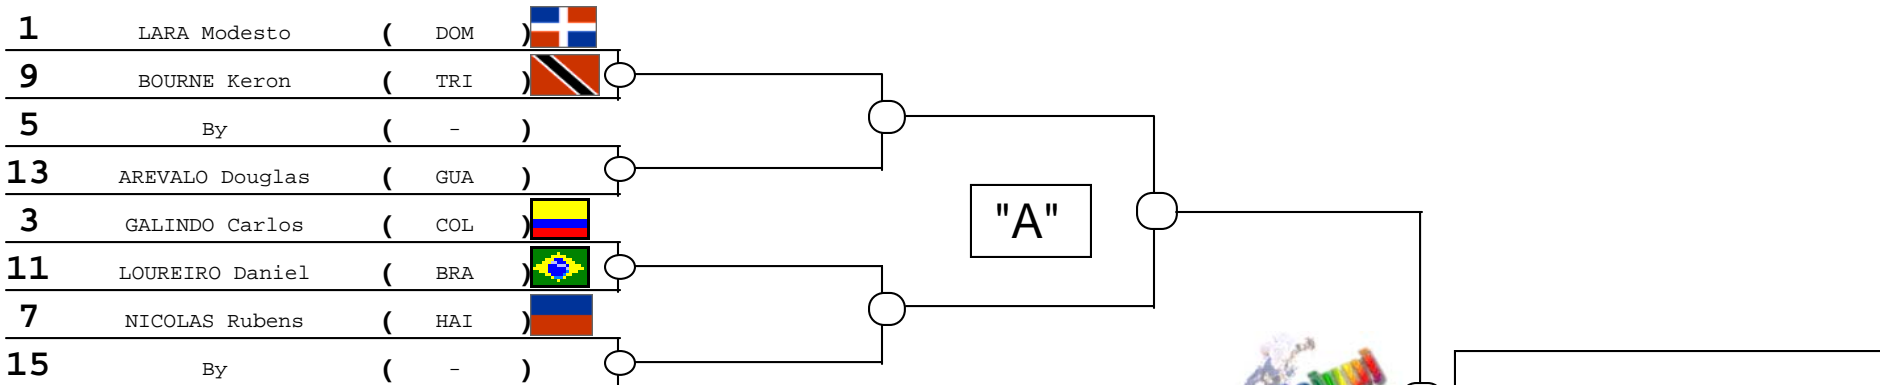 1 LARA Modesto ( DOM )
9 BOURNE Keron ( TRI )
5 By ( - )
13 AREVALO Douglas ( GUA )
3 GALINDO Carlos ( COL )
"A"
11 LOUREIRO Daniel ( BRA )
7 NICOLAS Rubens ( HAI )
15 By ( - )